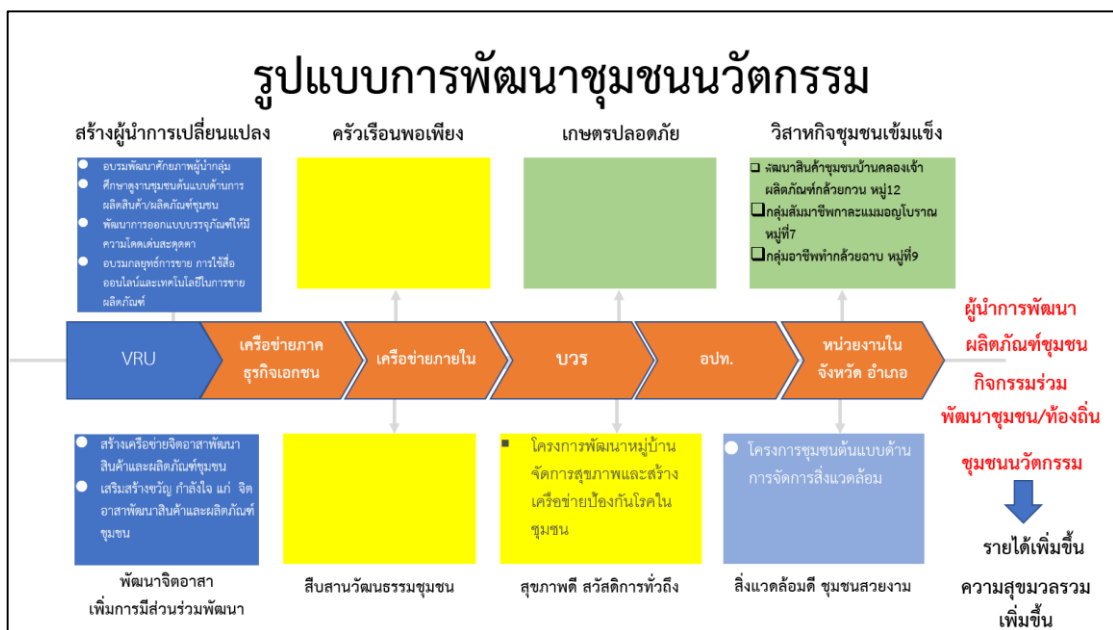 รูปแบบการพัฒนาชุมชนนวัตกรรม
สร้างผู้นำการเปลี่ยนแปลง
อบรมพัฒนาศักยภาพผู้นำกลุ่ม
ศึกษาดูงานชุมชนต้นแบบด้านการ
ผลิตสินค้า/ผลิตภัณฑ์ชุมชน
พัฒนาการออกแบบบรรจุภัณฑ์ให้มี
ความโดดเด่นสะดุดตา
อบรมกลยุทธ์การขาย การใช้สื่อ
ออนไลน์และเทคโนโลยีในการขาย
ผลิตภัณฑ์
ครัวเรือนพอเพียง
เกษตรปลอดภัย
วิสาหกิจชุมชนเข้มแข็ง
พัฒนาสินค้าชุมชนบ้านคลองเจ้า
ผลิตภัณฑ์กล้วยกวน หมู่12
กลุ่มสัมมาชีพกาละแมมอญโบราณ
หมู่ที่7
กลุ่มอาชีพทำกล้วยฉาบ หมู่ที่9
VRU
เครือข่ายภาค
ธุรกิจเอกชน
เครือข่ายภายใน
บวร
อปท.
หน่วยงานใน
จังหวัด อำเภอ
ผู้นำการพัฒนา
ผลิตภัณฑ์ชุมชน
กิจกรรมร่วม
พัฒนาชุมชน/ท้องถิ่น
ชุมชนนวัตกรรม
รายได้เพิ่มขึ้น
ความสุขมวลรวม
เพิ่มขึ้น
สร้างเครือข่ายจิตอาสาพัฒนา
สินค้าและผลิตภัณฑ์ชุมชน
เสริมสร้างขวัญ กำลังใจ แก่ จิต
อาสาพัฒนาสินค้าและผลิตภัณฑ์
ชุมชน
พัฒนาจิตอาสา
เพิ่มการมีส่วนร่วมพัฒนา
สืบสานวัฒนธรรมชุมชน
โครงการพัฒนาหมู่บ้าน
จัดการสุขภาพและสร้าง
เครือข่ายป้องกันโรคใน
ชุมชน
สุขภาพดี สวัสดิการทั่วถึง
โครงการชุมชนต้นแบบด้าน
การจัดการสิ่งแวดล้อม
สิ่งแวดล้อมดี ชุมชนสวยงาม